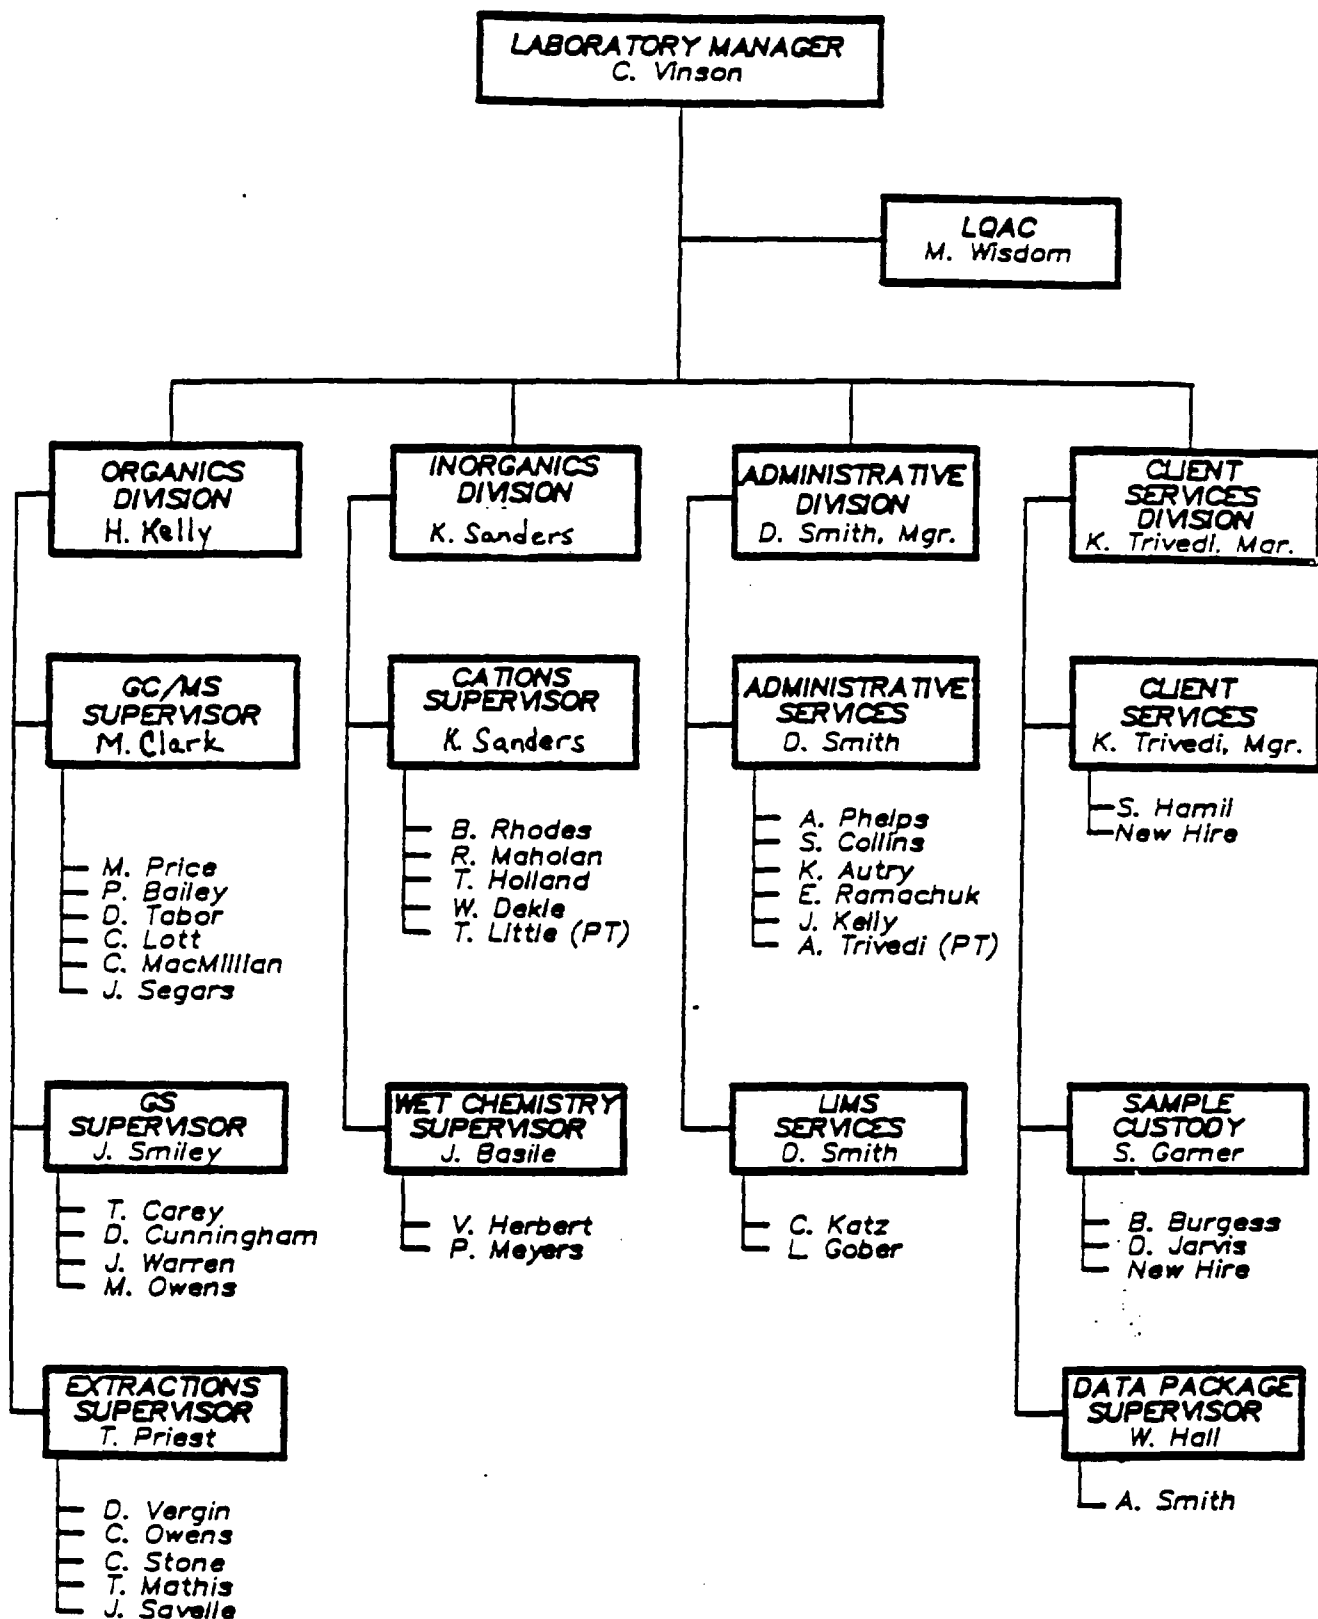 LABORATORY MANAGER
C. Vinson
LQAC
M. Wisdom
ORGANICS
DIVISION
H. Kelly
INORGANICS
DIVISION
K. Sanders
ADMINISTRATIVE
DIVISION
D. Smith, Mgr.
CLIENT
SERVICES
DIVISION
K. Trivedi, Mgr.
GC/MS
SUPERVISOR
M. Clark
M. Price
P. Bailey
D. Tabor
C. Lott
C. MacMillian
J. Segars
CATIONS
SUPERVISOR
K. Sanders
B. Rhodes
R. Maholan
T. Holland
W. Dekle
T. Little (PT)
ADMINISTRATIVE
SERVICES
D. Smith
A. Phelps
S. Collins
K. Autry
E. Ramachuk
J. Kelly
A. Trivedi (PT)
CLIENT
SERVICES
K. Trivedi, Mgr.
S. Hamil
New Hire
GS
SUPERVISOR
J. Smiley
T. Carey
D. Cunningham
J. Warren
M. Owens
WET CHEMISTRY
SUPERVISOR
J. Basile
V. Herbert
P. Meyers
LIMS
SERVICES
D. Smith
C. Katz
L. Gober
SAMPLE
CUSTODY
S. Garner
B. Burgess
D. Jarvis
New Hire
EXTRACTIONS
SUPERVISOR
T. Priest
D. Vergin
C. Owens
C. Stone
T. Mathis
J. Savelle
DATA PACKAGE
SUPERVISOR
W. Hall
A. Smith